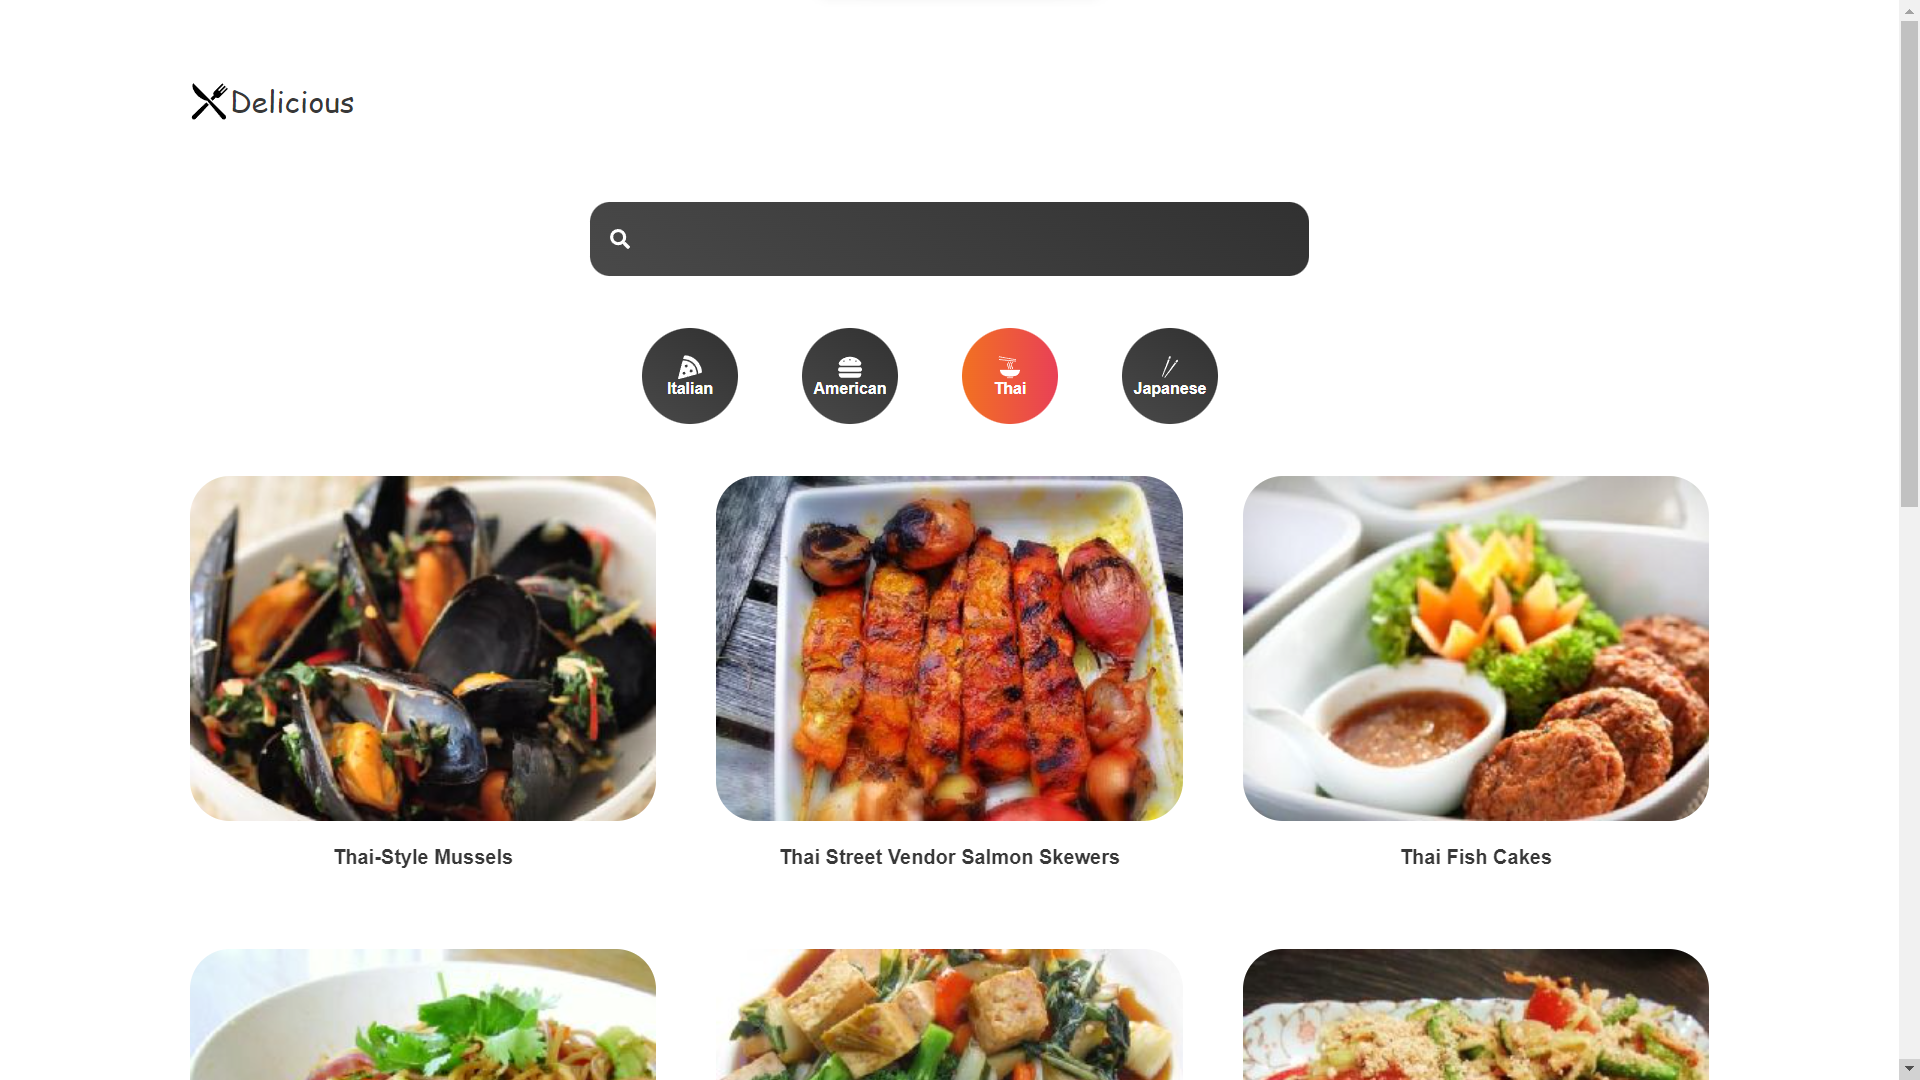 Delicious
Italian
American
Thai
Japanese
Thai-Style Mussels
Thai Street Vendor Salmon Skewers
Thai Fish Cakes